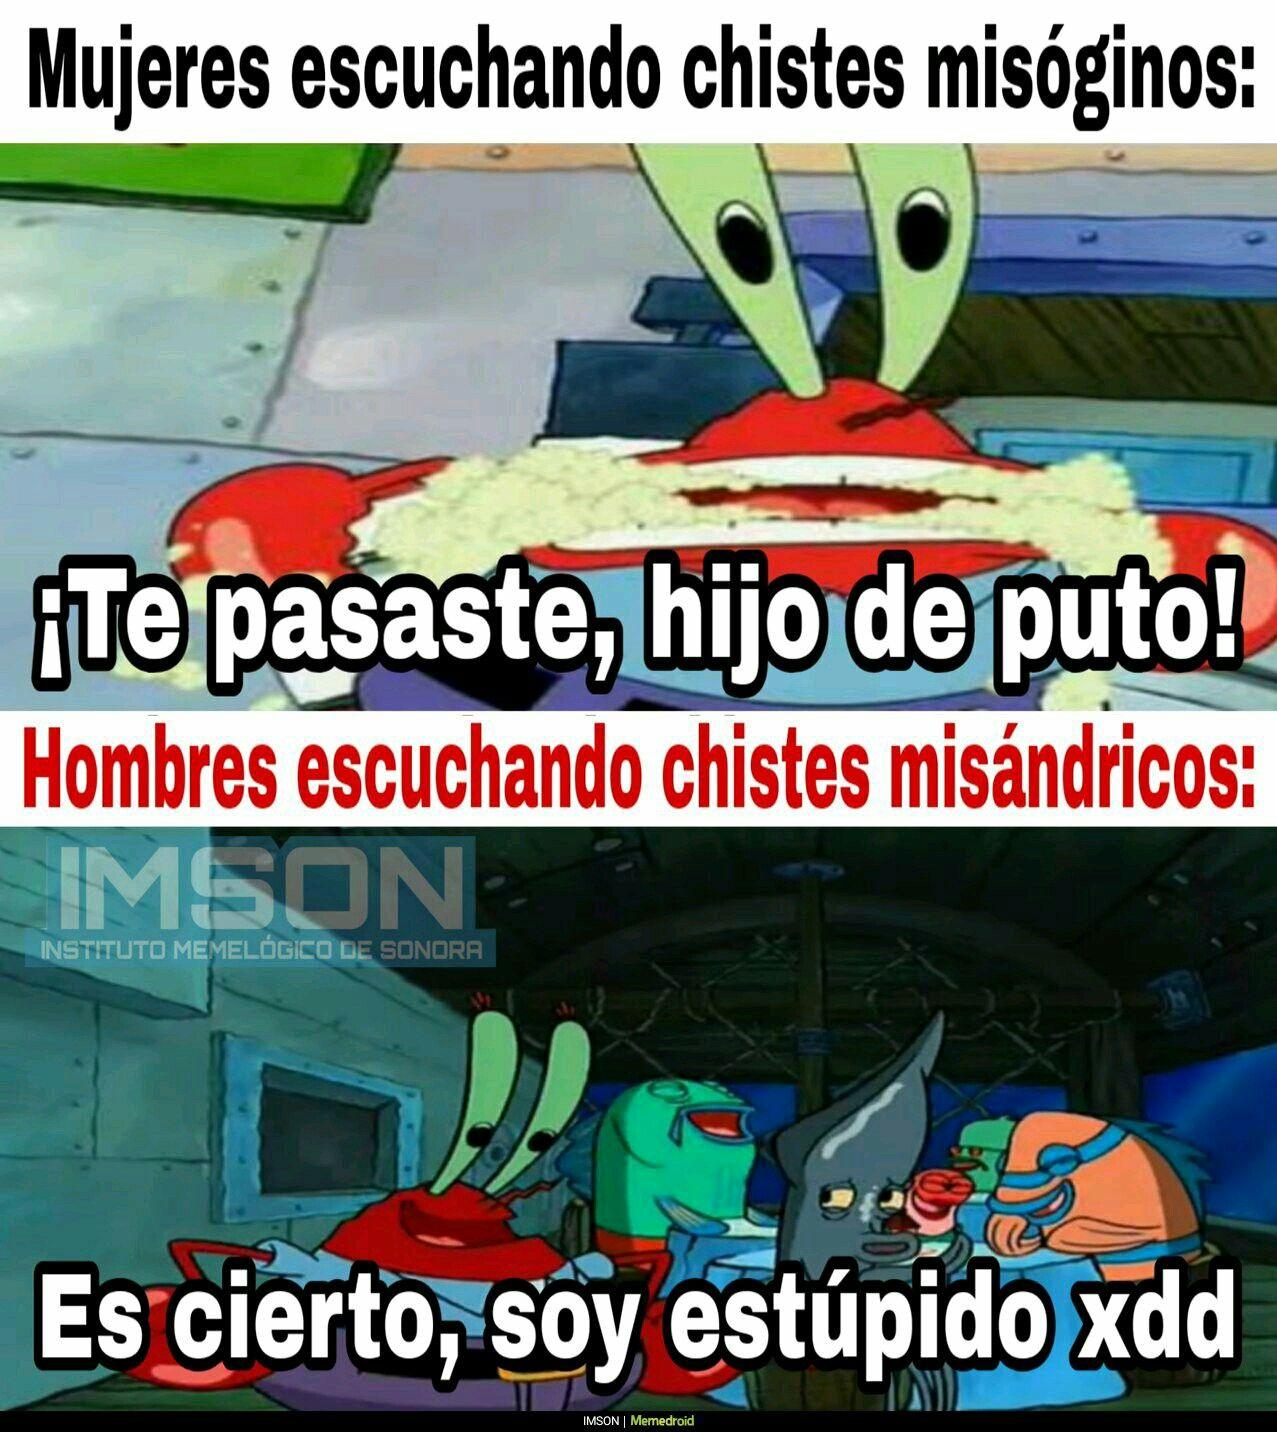 Mujeres escuchando chistes misóginos:
¡Te pasaste, hijo de puto!
Hombres escuchando chistes misándricos:
IMSON
INSTITUTO MEMELÓGICO DE SONORA
Es cierto, soy estúpido xdd
IMSON | Memedroid